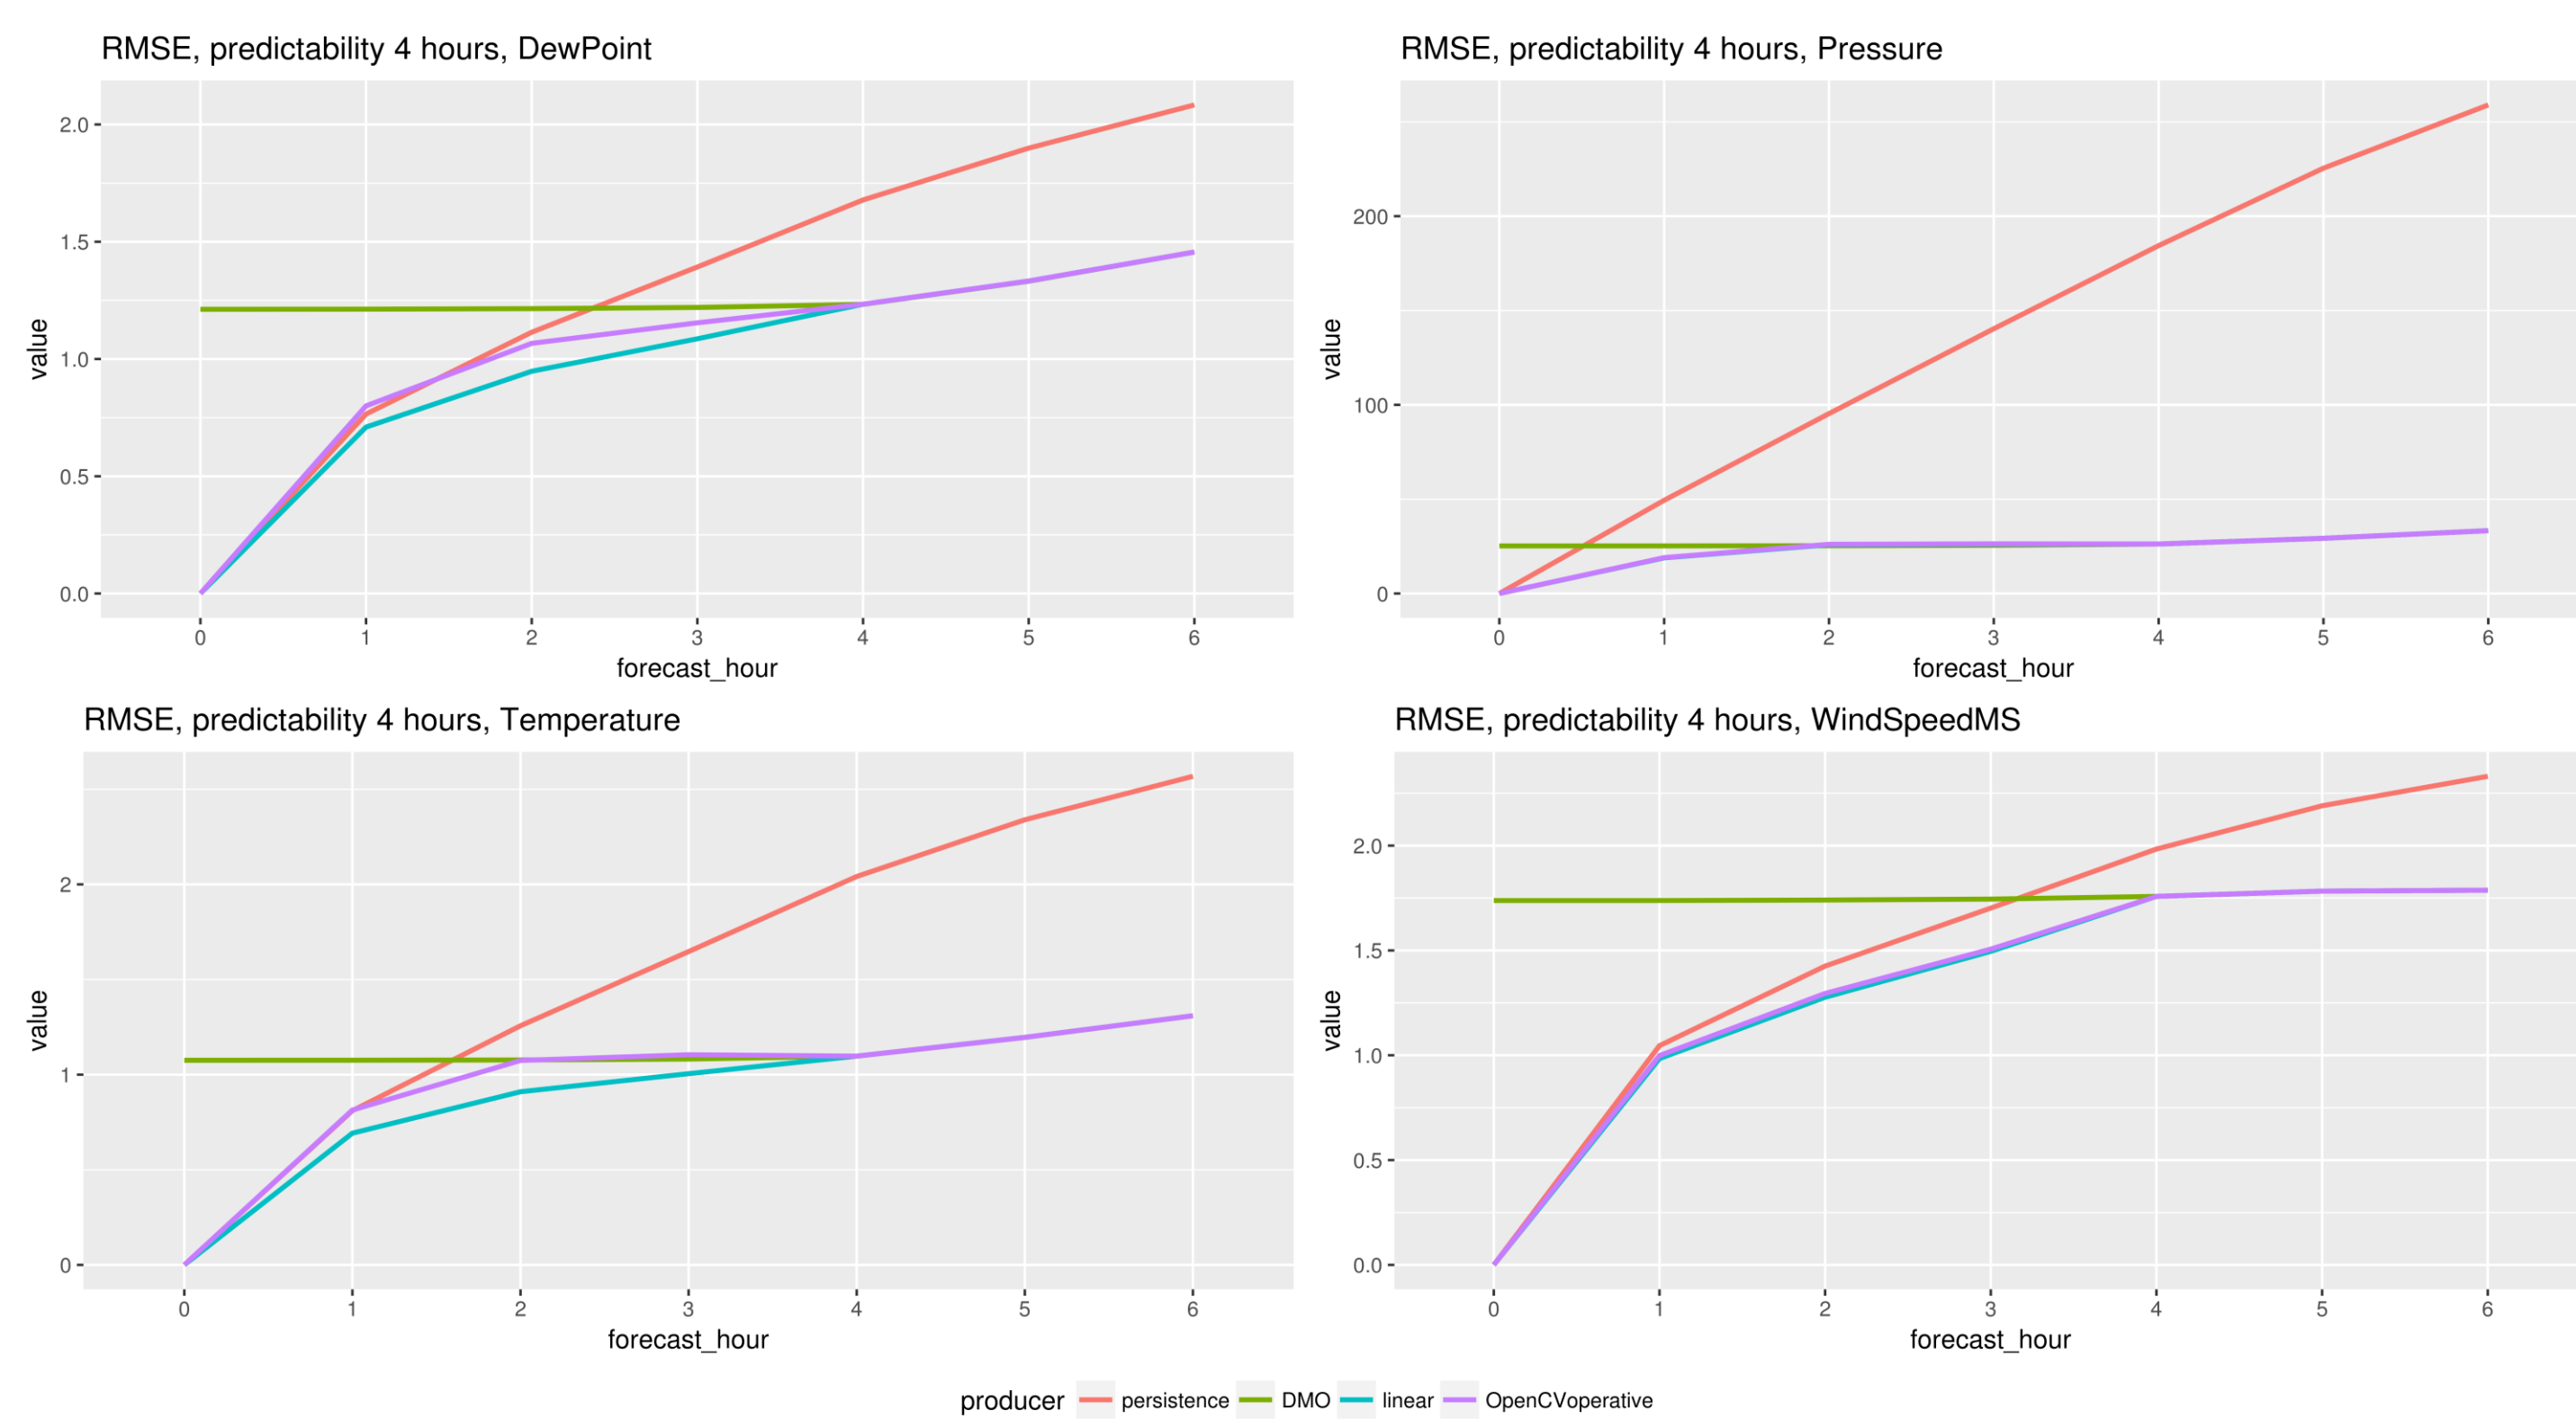 RMSE, predictability 4 hours, DewPoint
value
2.0
1.5
1.0
0.5
0.0
0 1 2 3 4 5 6
forecast_hour
RMSE, predictability 4 hours, Pressure
value
200
100
0
0 1 2 3 4 5 6
forecast_hour
RMSE, predictability 4 hours, Temperature
value
2
1
0
0 1 2 3 4 5 6
forecast_hour
RMSE, predictability 4 hours, WindSpeedMS
value
2.0
1.5
1.0
0.5
0.0
0 1 2 3 4 5 6
forecast_hour
producer persistence DMO linear OpenCVoperative